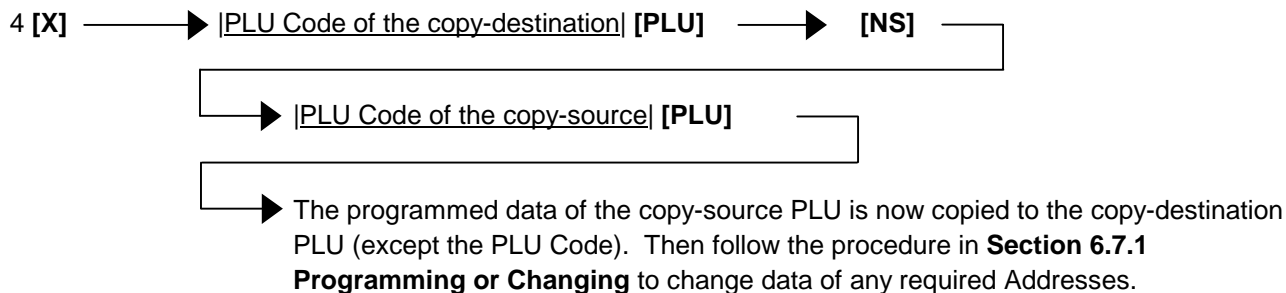 4 [X] |PLU Code of the copy-destination| [PLU] [NS]
|PLU Code of the copy-source| [PLU]
The programmed data of the copy-source PLU is now copied to the copy-destination
PLU (except the PLU Code).  Then follow the procedure in Section 6.7.1
Programming or Changing to change data of any required Addresses.